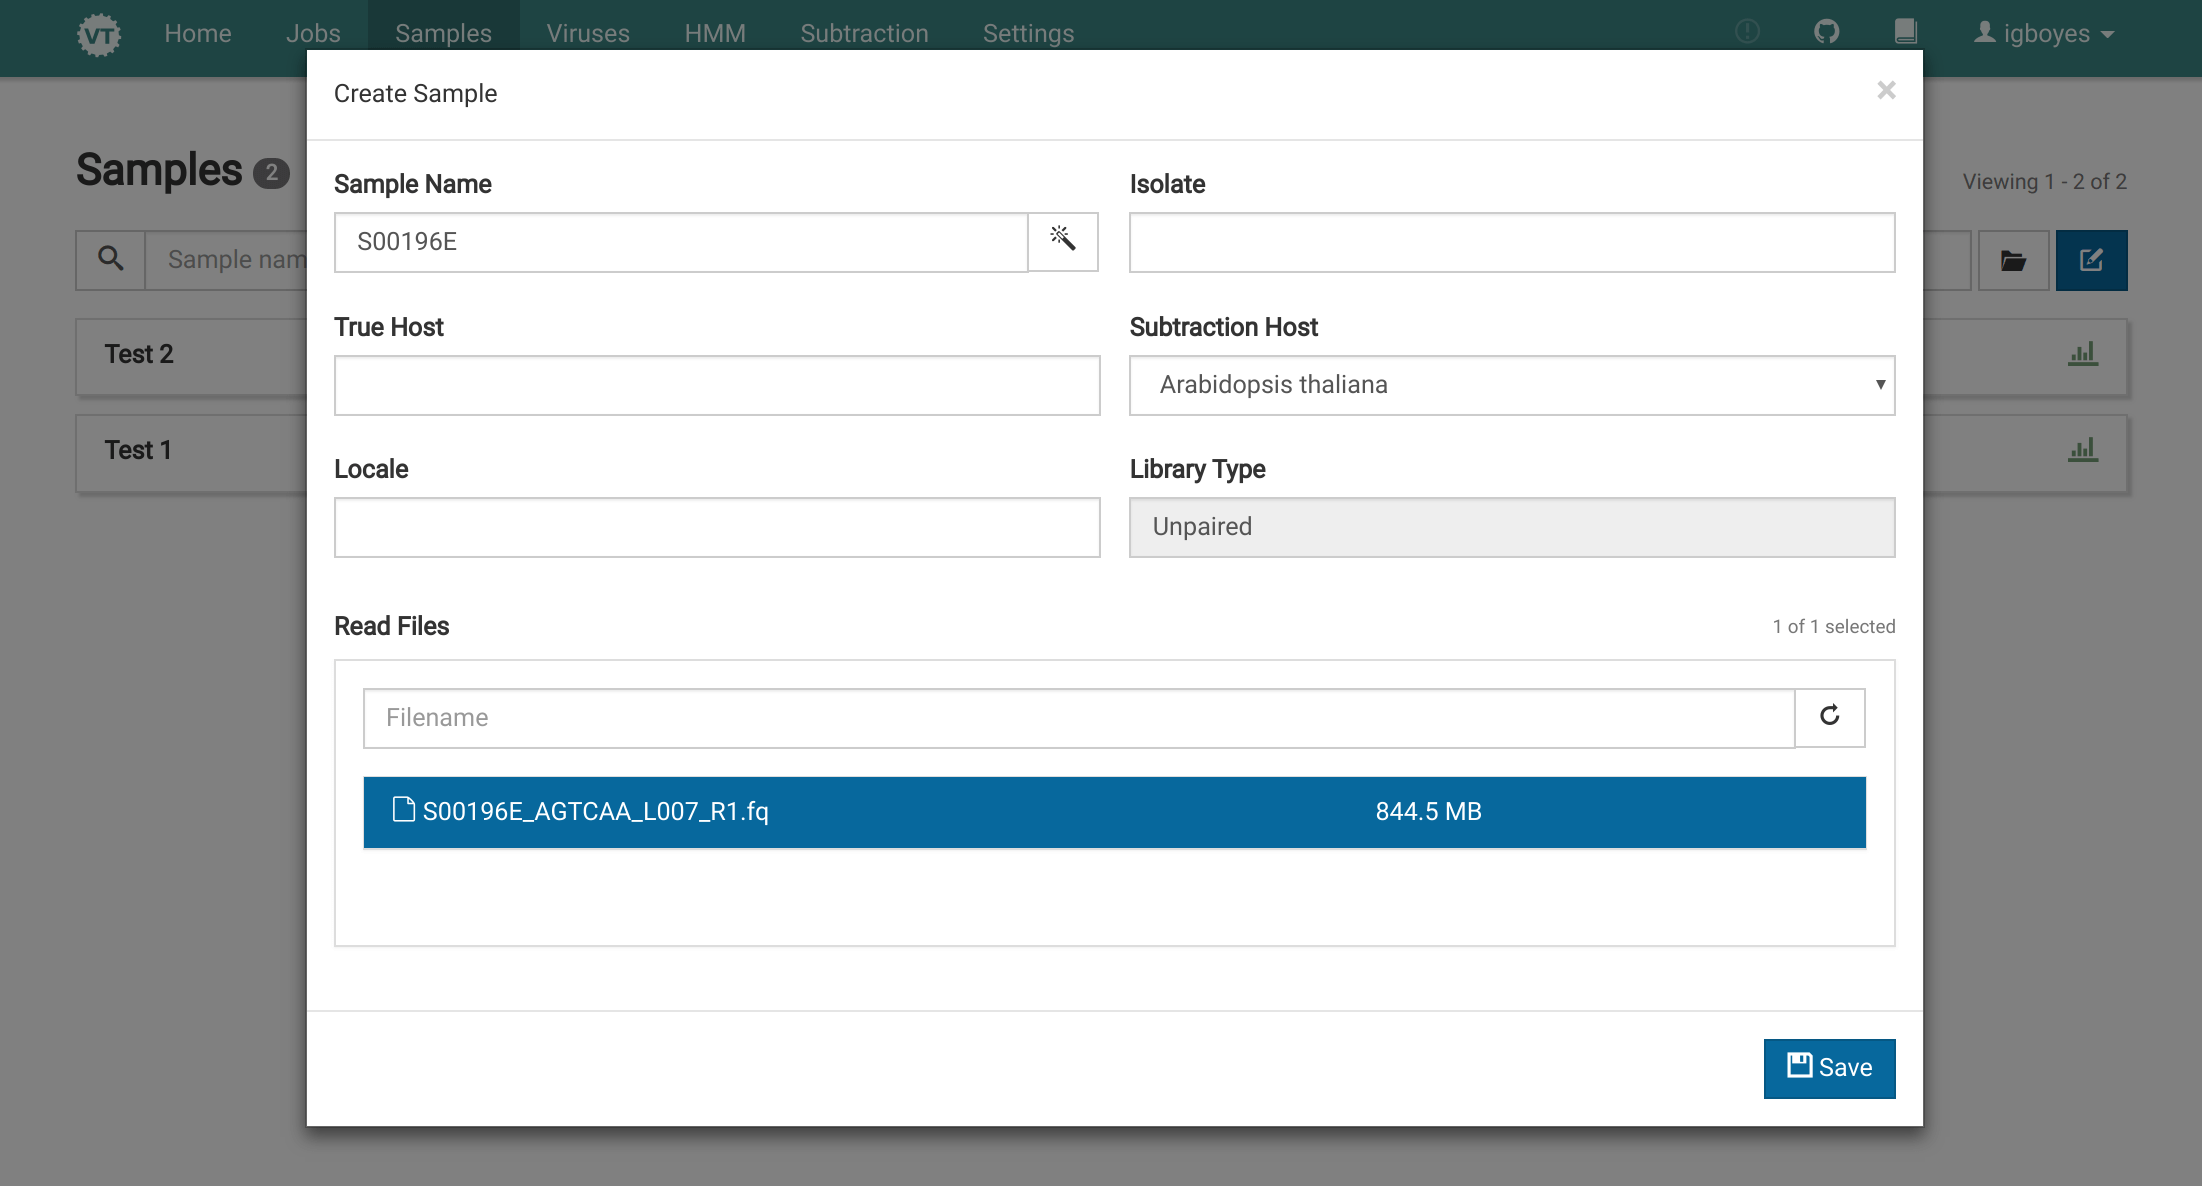 VT Home Jobs Samples Viruses HMM Subtraction Settings igboyes
Create Sample ×
Samples 2
Viewing 1 - 2 of 2
Sample Name Isolate
S00196E
Sample nam
True Host Subtraction Host
Arabidopsis thaliana
Test 2
Test 1
Locale Library Type
Unpaired
Read Files 1 of 1 selected
Filename
S00196E_AGTCAA_L007_R1.fq 844.5 MB
Save